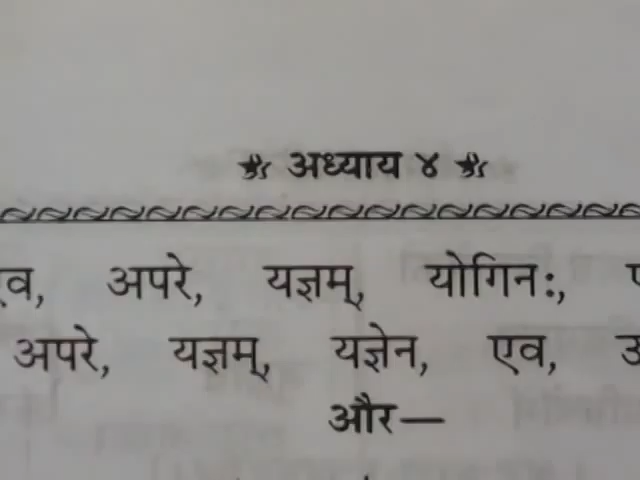 अध्याय ४
अपरे, यज्ञम्, योगिनः,
अपरे, यज्ञम्, यज्ञेन, एव,
और—